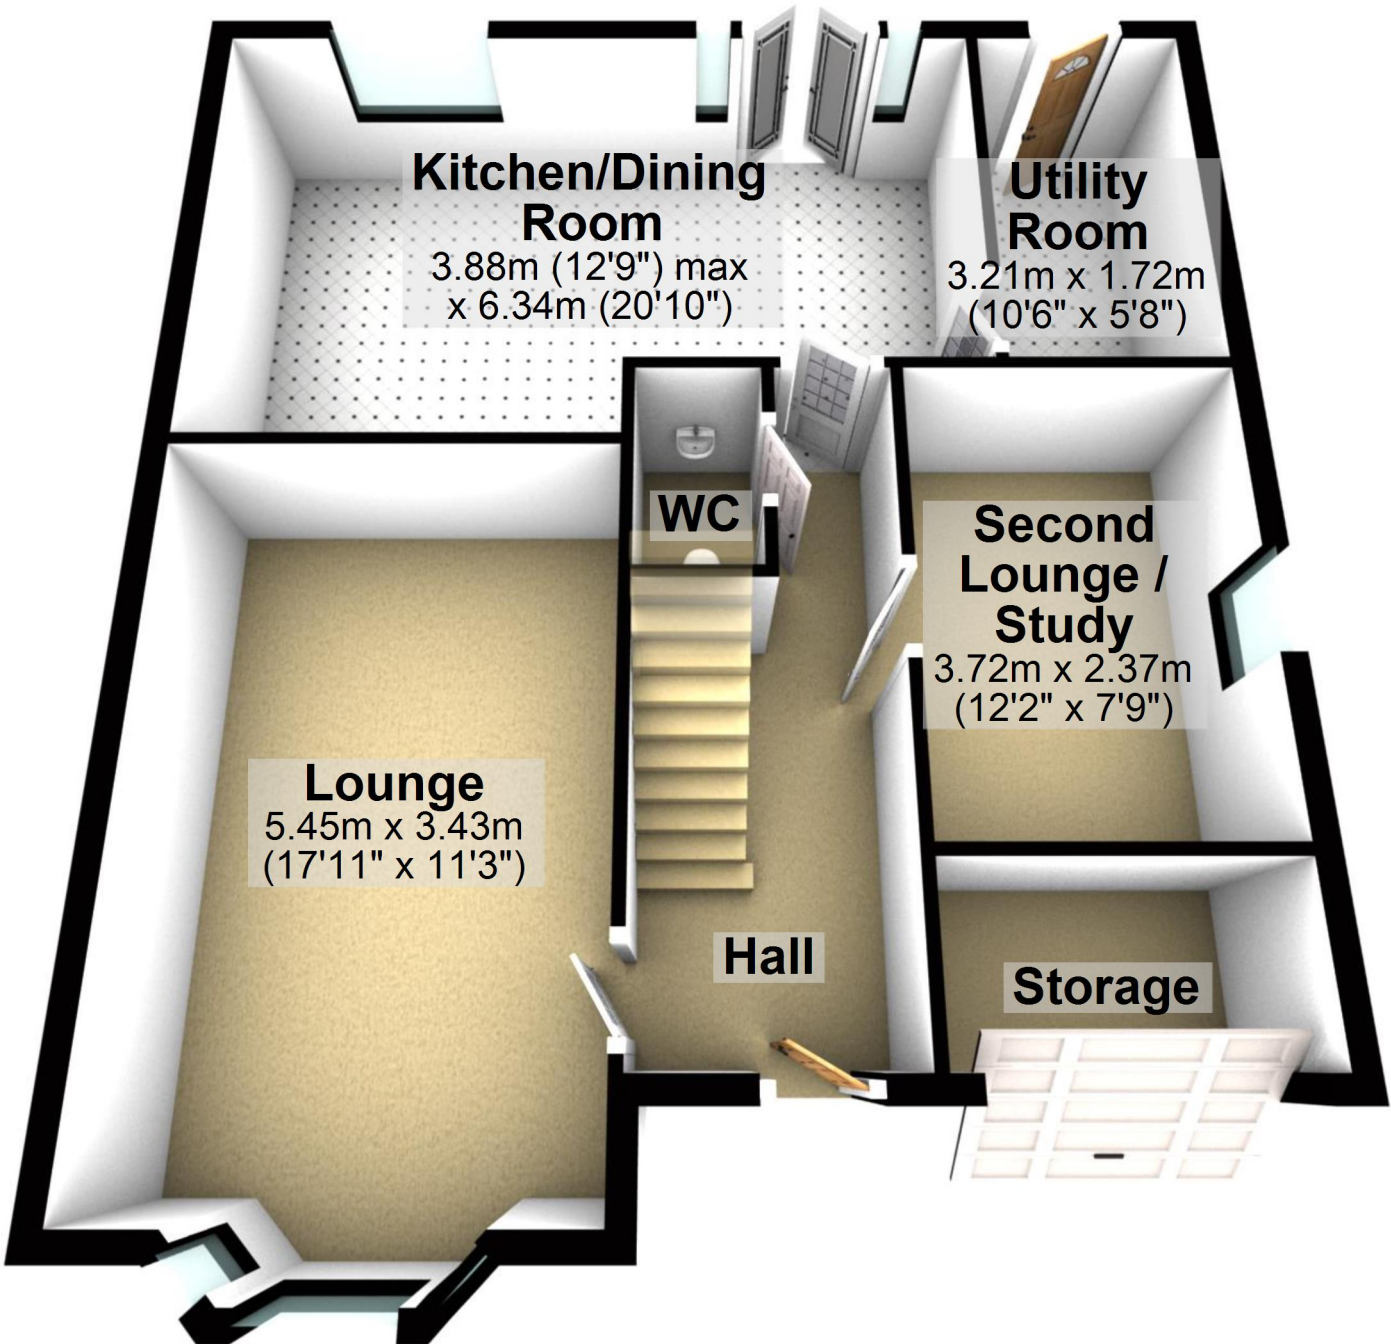 Kitchen/Dining
Room
3.88m (12'9") max
x 6.34m (20'10")
Utility
Room
3.21m x 1.72m
(10'6" x 5'8")
WC
Second
Lounge /
Study
3.72m x 2.37m
(12'2" x 7'9")
Lounge
5.45m x 3.43m
(17'11" x 11'3")
Hall
Storage